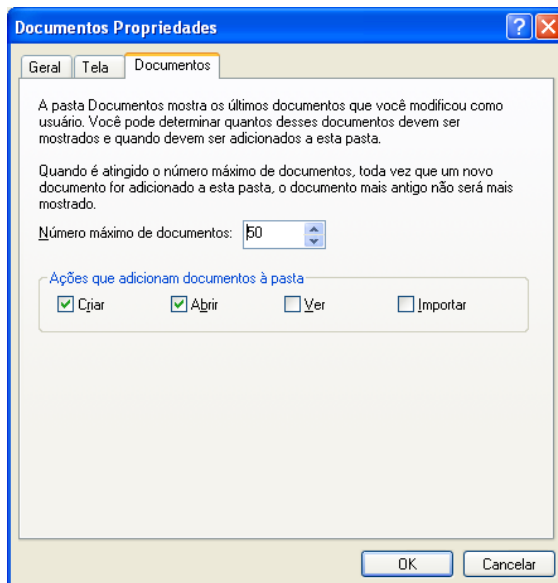 Documentos Propriedades
Geral Tela Documentos
A pasta Documentos mostra os últimos documentos que você modificou como
usuário. Você pode determinar quantos desses documentos devem ser
mostrados e quando devem ser adicionados a esta pasta.
Quando é atingido o número máximo de documentos, toda vez que um novo
documento for adicionado a esta pasta, o documento mais antigo não será mais
mostrado.
Número máximo de documentos: 50
Ações que adicionam documentos à pasta
Criar Abrir Ver Importar
OK Cancelar